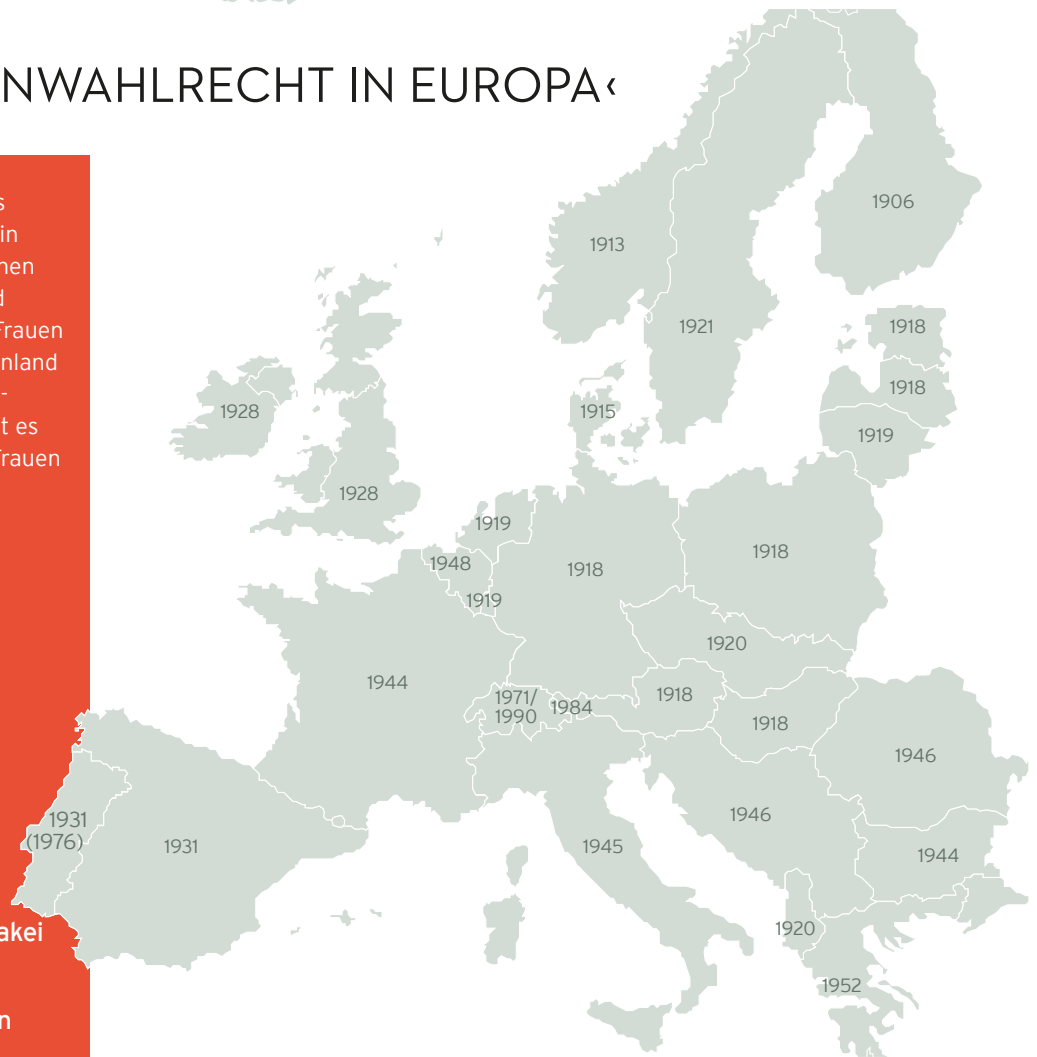 NWAHLRECHT IN EUROPA‹
s
in
nen
d
Frauen
nland
-
t es
Frauen
akei
n
1906
1913
1921
1918
1918
1919
1928
1928
1915
1919
1948
1919
1918
1918
1920
1944
1971/
1990
1984
1918
1918
1946
1946
1945
1944
1931
(1976)
1931
1920
1952